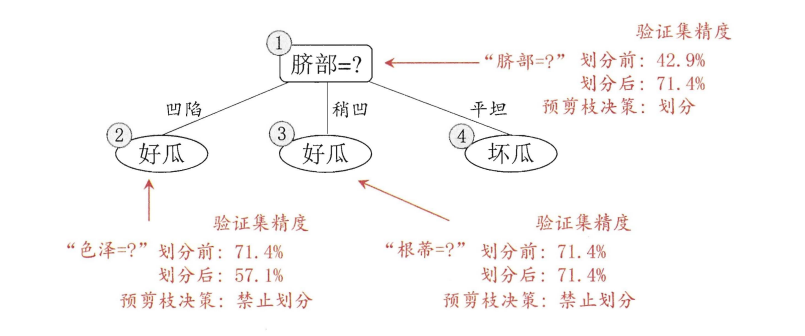 验证集精度
①
脐部=?
“脐部=?” 划分前: 42.9%
划分后: 71.4%
预剪枝决策: 划分
凹陷
稍凹
平坦
②
好瓜
③
好瓜
④
坏瓜
验证集精度
“色泽=?” 划分前: 71.4%
划分后: 57.1%
预剪枝决策: 禁止划分
验证集精度
“根蒂=?” 划分前: 71.4%
划分后: 71.4%
预剪枝决策: 禁止划分